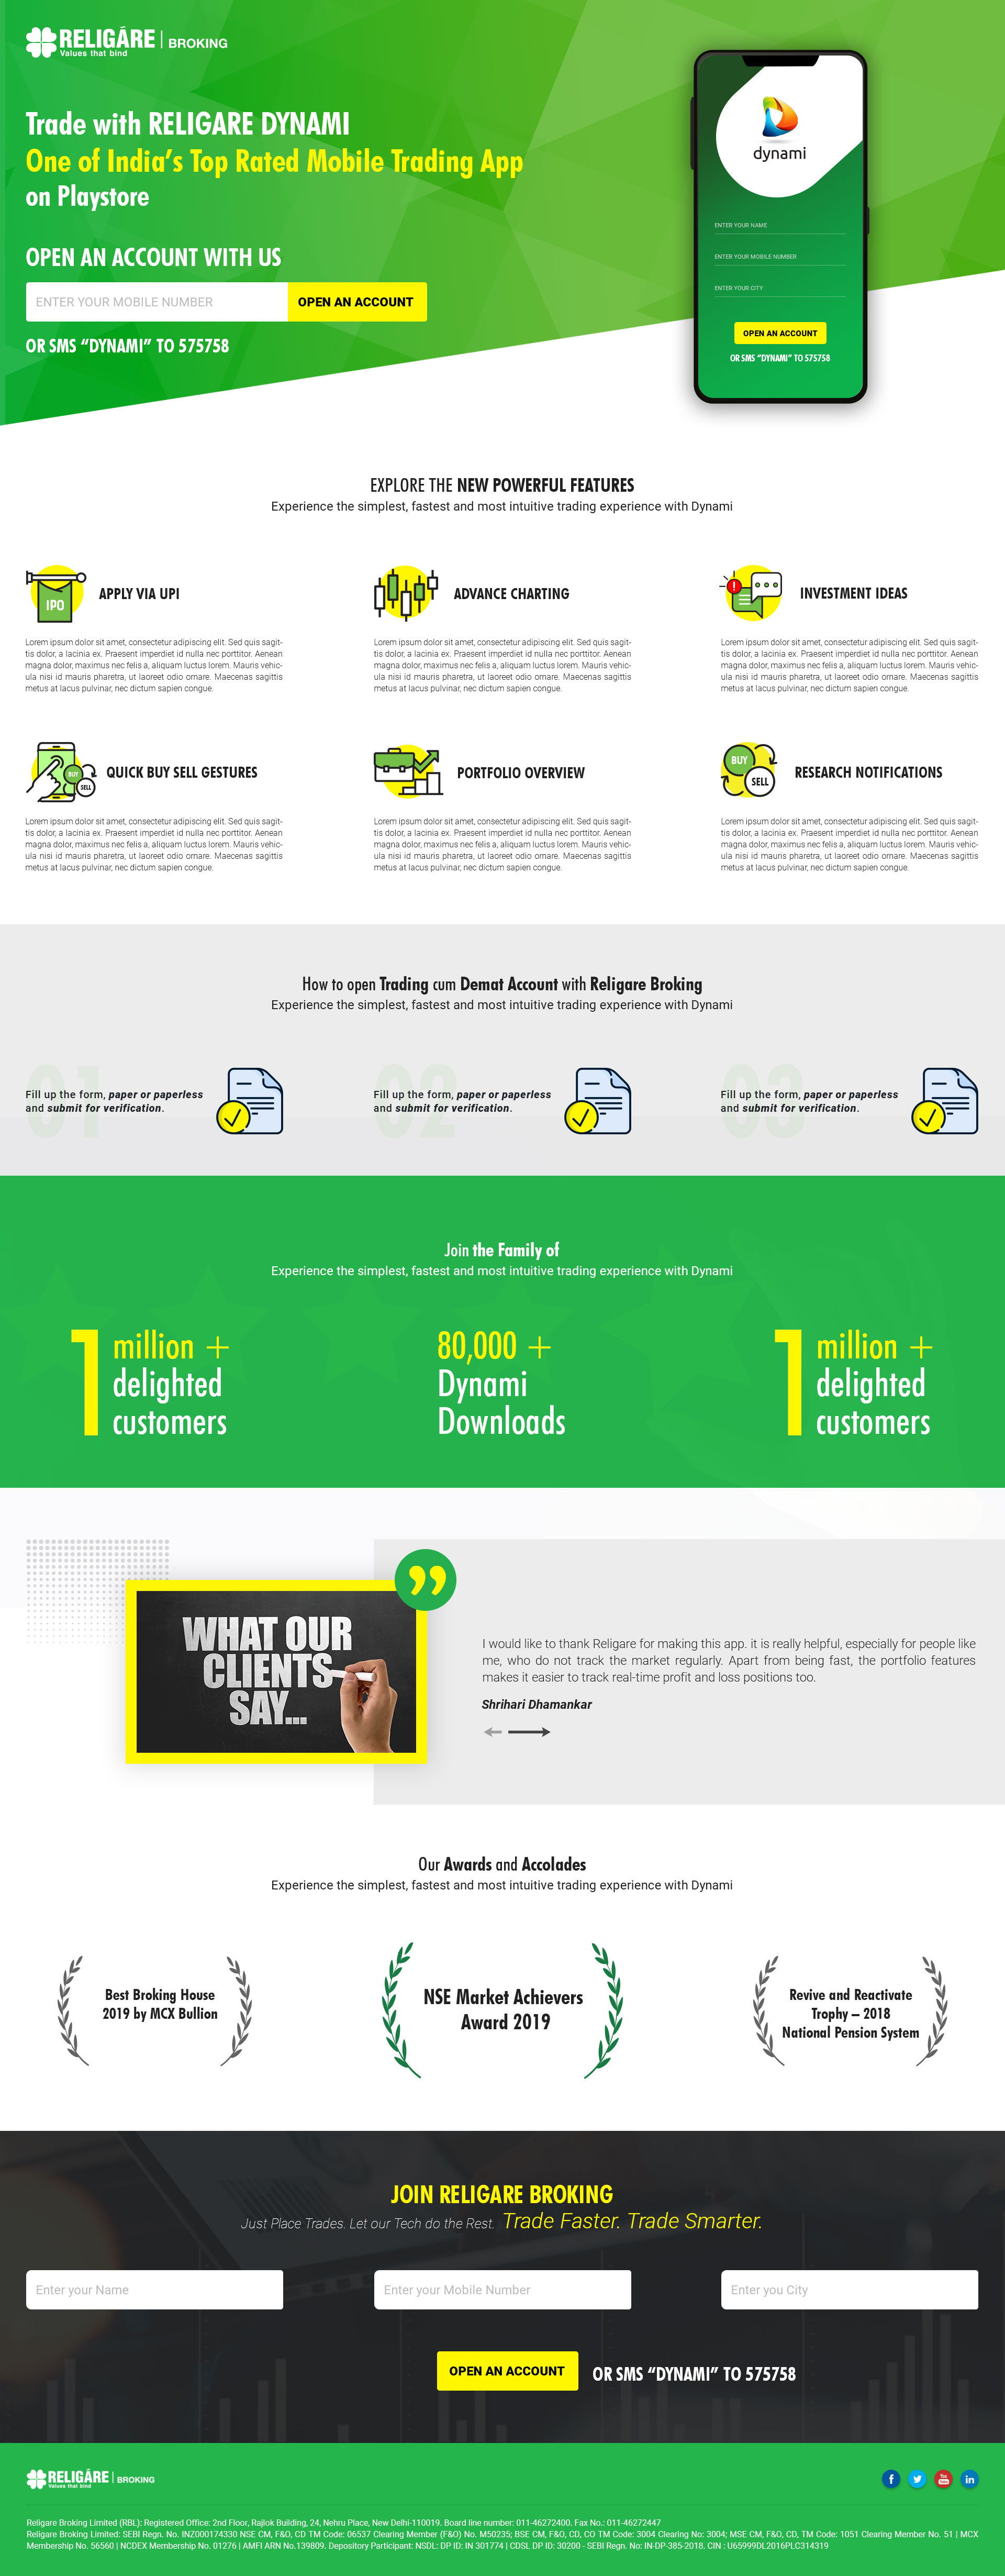 RELIGARE | BROKING
Values that bind
Trade with RELIGARE DYNAMI
One of India's Top Rated Mobile Trading App
on Playstore
OPEN AN ACCOUNT WITH US
ENTER YOUR MOBILE NUMBER
OPEN AN ACCOUNT
OR SMS “DYNAMI” TO 575758
dynami
ENTER YOUR NAME
ENTER YOUR MOBILE NUMBER
ENTER YOUR CITY
OPEN AN ACCOUNT
OR SMS “DYNAMI” TO 575758
EXPLORE THE NEW POWERFUL FEATURES
Experience the simplest, fastest and most intuitive trading experience with Dynami
IPO
APPLY VIA UPI
Lorem ipsum dolor sit amet, consectetur adipiscing elit. Sed quis sagit-
tis dolor, a lacinia ex. Praesent imperdiet id nulla nec porttitor. Aenean
magna dolor, maximus nec felis a, aliquam luctus lorem. Mauris vehic-
ula nisi id mauris pharetra, ut laoreet odio ornare. Maecenas sagittis
metus at lacus pulvinar, nec dictum sapien congue.
ADVANCE CHARTING
Lorem ipsum dolor sit amet, consectetur adipiscing elit. Sed quis sagit-
tis dolor, a lacinia ex. Praesent imperdiet id nulla nec porttitor. Aenean
magna dolor, maximus nec felis a, aliquam luctus lorem. Mauris vehic-
ula nisi id mauris pharetra, ut laoreet odio ornare. Maecenas sagittis
metus at lacus pulvinar, nec dictum sapien congue.
INVESTMENT IDEAS
Lorem ipsum dolor sit amet, consectetur adipiscing elit. Sed quis sagit-
tis dolor, a lacinia ex. Praesent imperdiet id nulla nec porttitor. Aenean
magna dolor, maximus nec felis a, aliquam luctus lorem. Mauris vehic-
ula nisi id mauris pharetra, ut laoreet odio ornare. Maecenas sagittis
metus at lacus pulvinar, nec dictum sapien congue.
BUY
SELL
QUICK BUY SELL GESTURES
Lorem ipsum dolor sit amet, consectetur adipiscing elit. Sed quis sagit-
tis dolor, a lacinia ex. Praesent imperdiet id nulla nec porttitor. Aenean
magna dolor, maximus nec felis a, aliquam luctus lorem. Mauris vehic-
ula nisi id mauris pharetra, ut laoreet odio ornare. Maecenas sagittis
metus at lacus pulvinar, nec dictum sapien congue.
PORTFOLIO OVERVIEW
Lorem ipsum dolor sit amet, consectetur adipiscing elit. Sed quis sagit-
tis dolor, a lacinia ex. Praesent imperdiet id nulla nec porttitor. Aenean
magna dolor, maximus nec felis a, aliquam luctus lorem. Mauris vehic-
ula nisi id mauris pharetra, ut laoreet odio ornare. Maecenas sagittis
metus at lacus pulvinar, nec dictum sapien congue.
BUY
SELL
RESEARCH NOTIFICATIONS
Lorem ipsum dolor sit amet, consectetur adipiscing elit. Sed quis sagit-
tis dolor, a lacinia ex. Praesent imperdiet id nulla nec porttitor. Aenean
magna dolor, maximus nec felis a, aliquam luctus lorem. Mauris vehic-
ula nisi id mauris pharetra, ut laoreet odio ornare. Maecenas sagittis
metus at lacus pulvinar, nec dictum sapien congue.
How to open Trading cum Demat Account with Religare Broking
Experience the simplest, fastest and most intuitive trading experience with Dynami
01
Fill up the form, paper or paperless
and submit for verification.
02
Fill up the form, paper or paperless
and submit for verification.
03
Fill up the form, paper or paperless
and submit for verification.
Join the Family of
Experience the simplest, fastest and most intuitive trading experience with Dynami
1 million +
delighted
customers
80,000 +
Dynami
Downloads
1 million +
delighted
customers
WHAT OUR
CLIENTS
SAY...
I would like to thank Religare for making this app. it is really helpful, especially for people like
me, who do not track the market regularly. Apart from being fast, the portfolio features
makes it easier to track real-time profit and loss positions too.
Shrihari Dhamankar
Our Awards and Accolades
Experience the simplest, fastest and most intuitive trading experience with Dynami
Best Broking House
2019 by MCX Bullion
NSE Market Achievers
Award 2019
Revive and Reactivate
Trophy – 2018
National Pension System
JOIN RELIGARE BROKING
Just Place Trades. Let our Tech do the Rest. Trade Faster. Trade Smarter.
Enter your Name
Enter your Mobile Number
Enter you City
OPEN AN ACCOUNT
OR SMS “DYNAMI” TO 575758
RELIGARE | BROKING
Values that bind
f
You Tube
in
Religare Broking Limited (RBL): Registered Office: 2nd Floor, Rajlok Building, 24, Nehru Place, New Delhi-110019. Board line number: 011-46272400. Fax No.: 011-46272447
Religare Broking Limited: SEBI Regn. No. INZ000174330 NSE CM, F&O, CD TM Code: 06537 Clearing Member (F&O) No. M50235; BSE CM, F&O, CD, CO TM Code: 3004 Clearing No: 3004; MSE CM, F&O, CD, TM Code: 1051 Clearing Member No. 51 | MCX
Membership No. 56560 | NCDEX Membership No. 01276 | AMFI ARN No.139809. Depository Participant: NSDL: DP ID: IN 301774 | CDSL DP ID: 30200 - SEBI Regn. No: IN-DP-385-2018. CIN : U65999DL2016PLC314319